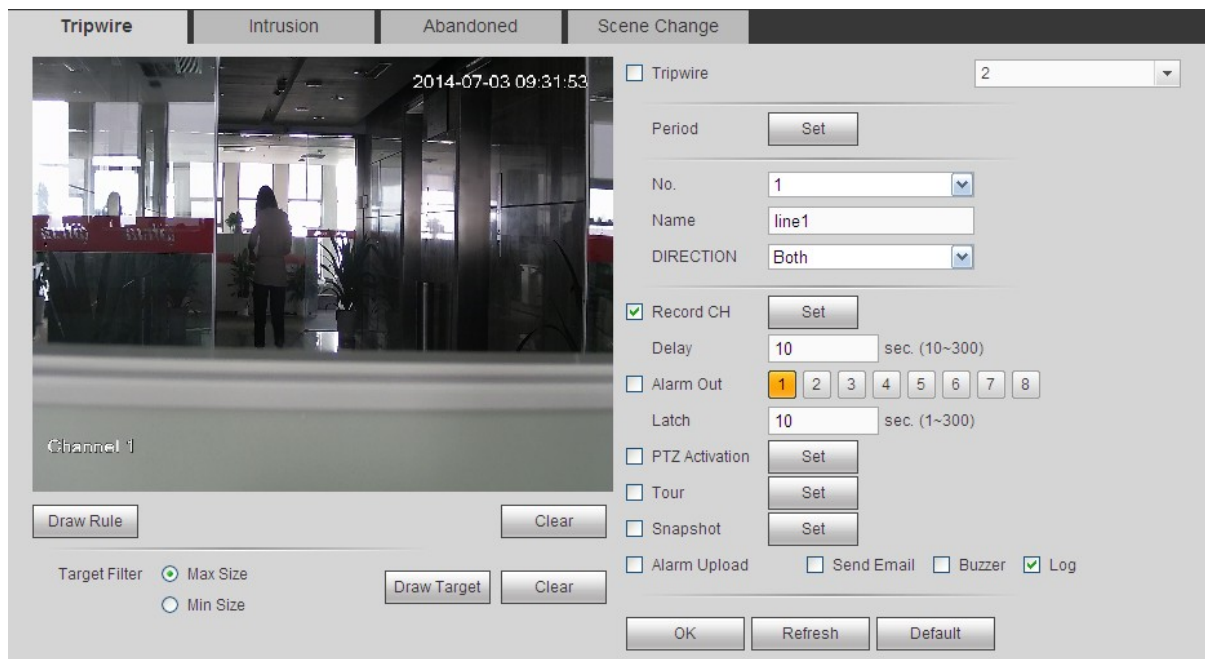 Tripwire Intrusion Abandoned Scene Change
2014-07-03 09:31:53
Channel 1
Draw Rule Clear
Target Filter Max Size
Min Size
Draw Target Clear
Tripwire 2
Period Set
No. 1
Name line1
DIRECTION Both
Record CH Set
Delay 10 sec. (10~300)
Alarm Out 1 2 3 4 5 6 7 8
Latch 10 sec. (1~300)
PTZ Activation Set
Tour Set
Snapshot Set
Alarm Upload Send Email Buzzer Log
OK Refresh Default